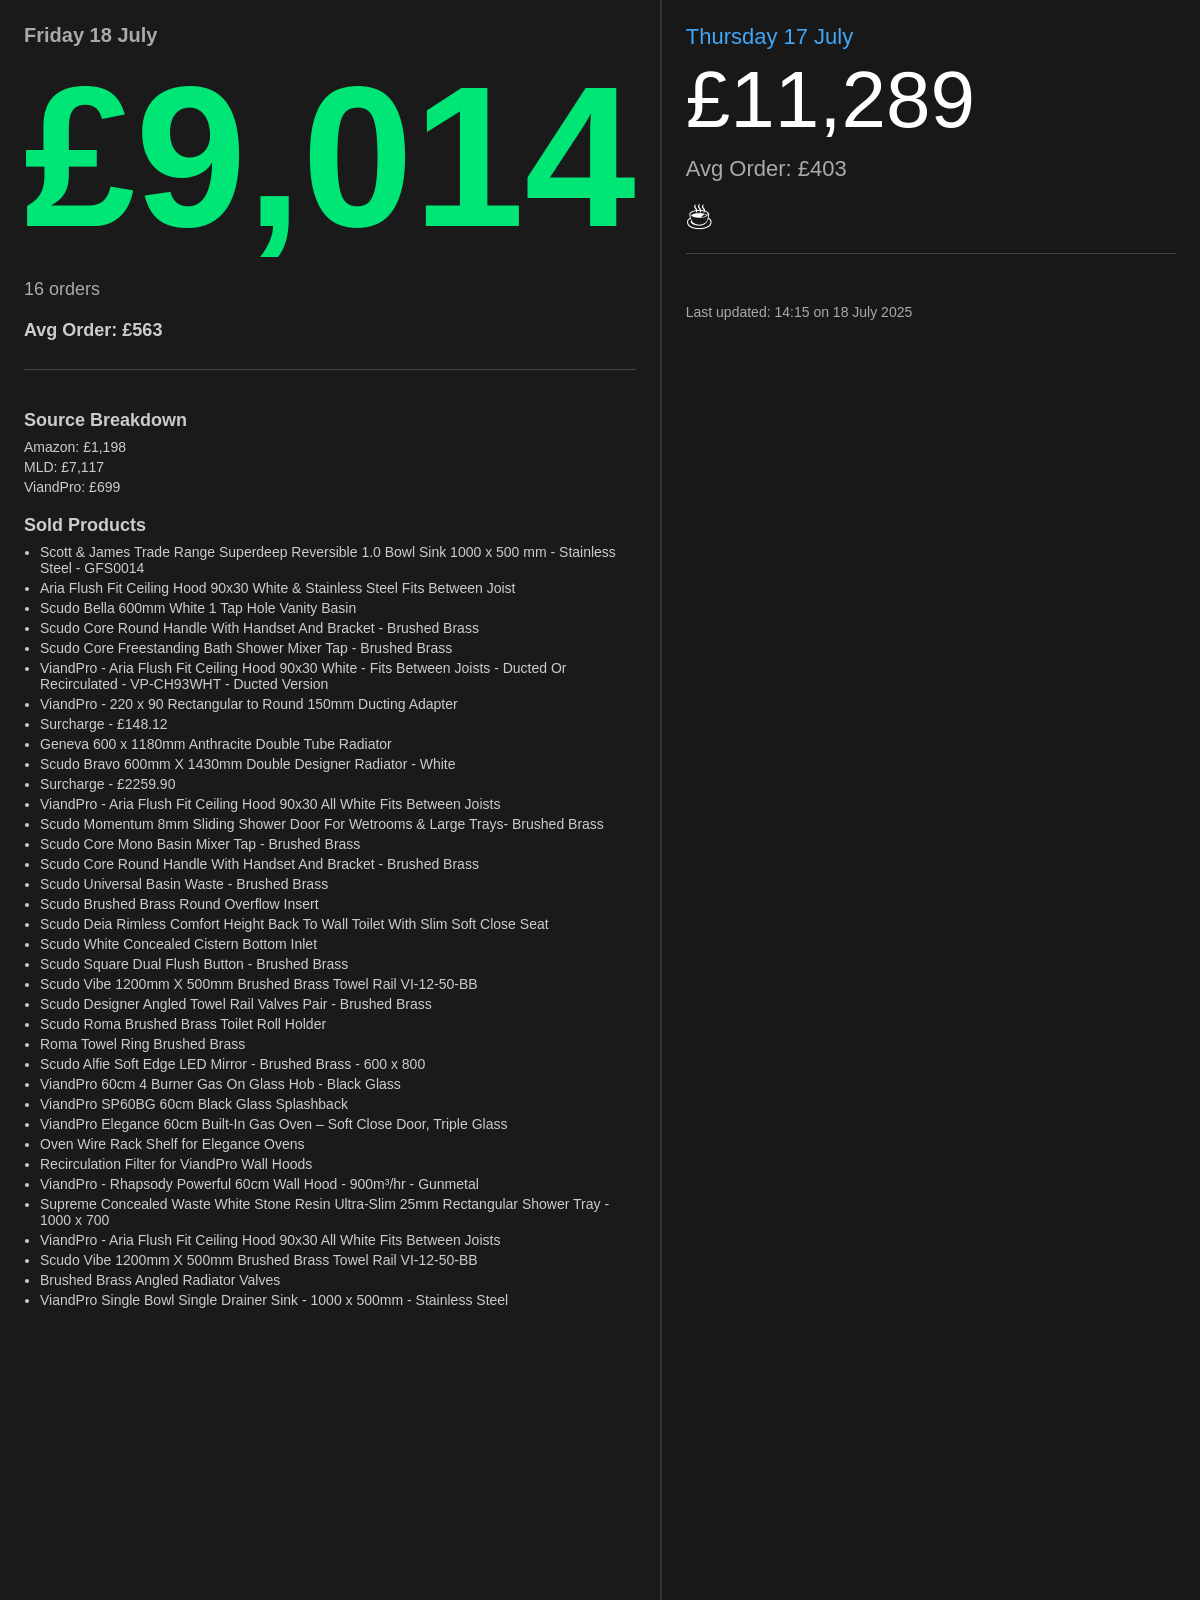 Friday 18 July
£9,014
16 orders
Avg Order: £563
Source Breakdown
Amazon: £1,198
MLD: £7,117
ViandPro: £699
Sold Products
• Scott & James Trade Range Superdeep Reversible 1.0 Bowl Sink 1000 x 500 mm - Stainless
Steel - GFS0014
• Aria Flush Fit Ceiling Hood 90x30 White & Stainless Steel Fits Between Joist
• Scudo Bella 600mm White 1 Tap Hole Vanity Basin
• Scudo Core Round Handle With Handset And Bracket - Brushed Brass
• Scudo Core Freestanding Bath Shower Mixer Tap - Brushed Brass
• ViandPro - Aria Flush Fit Ceiling Hood 90x30 White - Fits Between Joists - Ducted Or
Recirculated - VP-CH93WHT - Ducted Version
• ViandPro - 220 x 90 Rectangular to Round 150mm Ducting Adapter
• Surcharge - £148.12
• Geneva 600 x 1180mm Anthracite Double Tube Radiator
• Scudo Bravo 600mm X 1430mm Double Designer Radiator - White
• Surcharge - £2259.90
• ViandPro - Aria Flush Fit Ceiling Hood 90x30 All White Fits Between Joists
• Scudo Momentum 8mm Sliding Shower Door For Wetrooms & Large Trays- Brushed Brass
• Scudo Core Mono Basin Mixer Tap - Brushed Brass
• Scudo Core Round Handle With Handset And Bracket - Brushed Brass
• Scudo Universal Basin Waste - Brushed Brass
• Scudo Brushed Brass Round Overflow Insert
• Scudo Deia Rimless Comfort Height Back To Wall Toilet With Slim Soft Close Seat
• Scudo White Concealed Cistern Bottom Inlet
• Scudo Square Dual Flush Button - Brushed Brass
• Scudo Vibe 1200mm X 500mm Brushed Brass Towel Rail VI-12-50-BB
• Scudo Designer Angled Towel Rail Valves Pair - Brushed Brass
• Scudo Roma Brushed Brass Toilet Roll Holder
• Roma Towel Ring Brushed Brass
• Scudo Alfie Soft Edge LED Mirror - Brushed Brass - 600 x 800
• ViandPro 60cm 4 Burner Gas On Glass Hob - Black Glass
• ViandPro SP60BG 60cm Black Glass Splashback
• ViandPro Elegance 60cm Built-In Gas Oven – Soft Close Door, Triple Glass
• Oven Wire Rack Shelf for Elegance Ovens
• Recirculation Filter for ViandPro Wall Hoods
• ViandPro - Rhapsody Powerful 60cm Wall Hood - 900m³/hr - Gunmetal
• Supreme Concealed Waste White Stone Resin Ultra-Slim 25mm Rectangular Shower Tray -
1000 x 700
• ViandPro - Aria Flush Fit Ceiling Hood 90x30 All White Fits Between Joists
• Scudo Vibe 1200mm X 500mm Brushed Brass Towel Rail VI-12-50-BB
• Brushed Brass Angled Radiator Valves
• ViandPro Single Bowl Single Drainer Sink - 1000 x 500mm - Stainless Steel
Thursday 17 July
£11,289
Avg Order: £403
Last updated: 14:15 on 18 July 2025